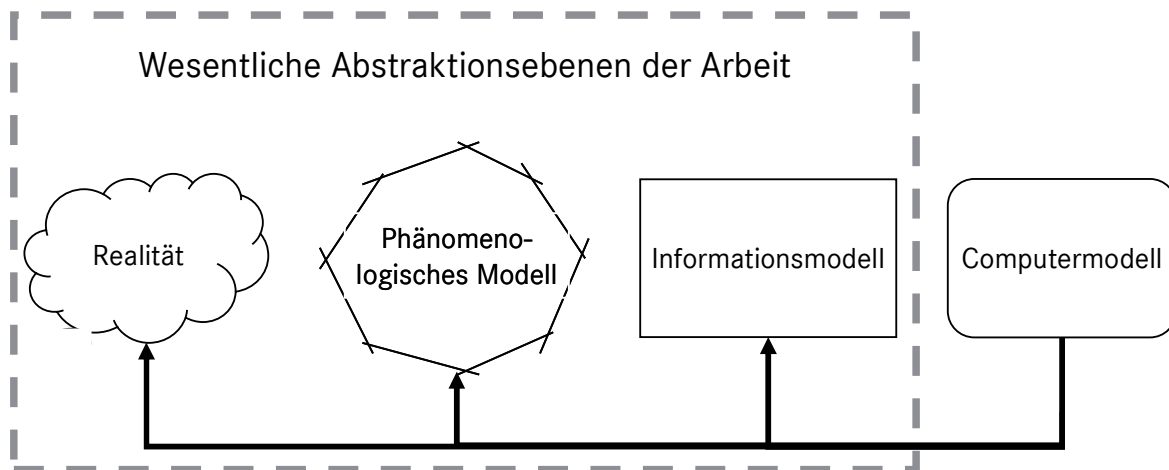 Wesentliche Abstraktionsebenen der Arbeit
Realität
Phänomeno-
logisches Modell
Informationsmodell
Computermodell